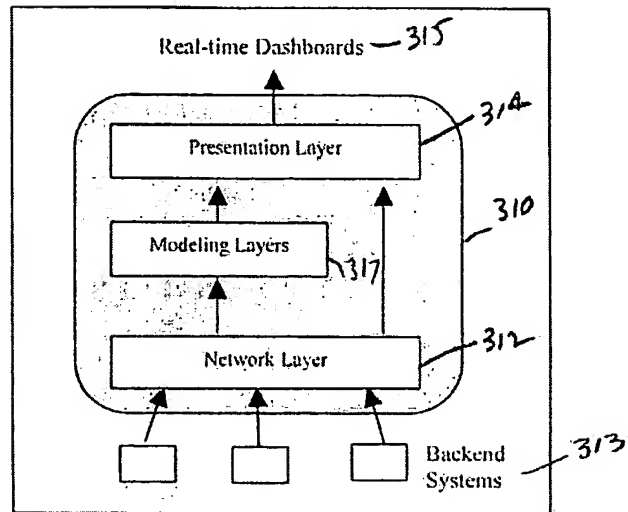 Real-time Dashboards 315
314
Presentation Layer
310
Modeling Layers
317
312
Network Layer
Backend 313
Systems